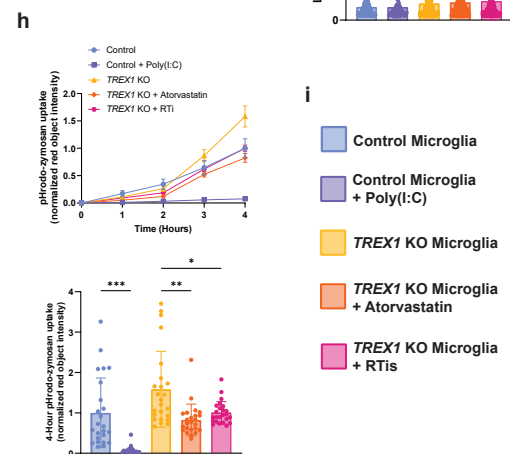 0
h
Control
Control + Poly(I:C)
TREX1 KO
TREX1 KO + Atorvastatin
TREX1 KO + RTi
pHrodo-zymosan uptake
(normalized red object intensity)
2.0
1.5
1.0
0.5
0.0
0 1 2 3 4
Time (Hours)
4-Hour pHrodo-zymosan uptake
(normalized red object intensity)
4
3
2
1
0
***
**
*
i
Control Microglia
Control Microglia
+ Poly(I:C)
TREX1 KO Microglia
TREX1 KO Microglia
+ Atorvastatin
TREX1 KO Microglia
+ RTis